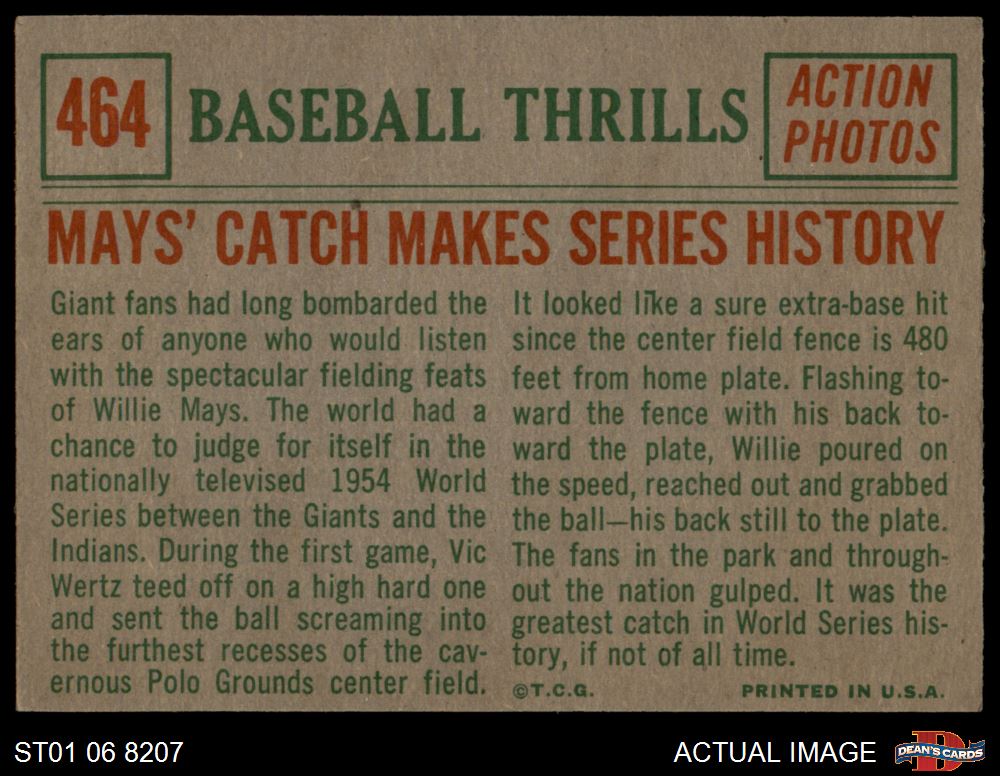 464
BASEBALL THRILLS
ACTION
PHOTOS
MAYS' CATCH MAKES SERIES HISTORY
Giant fans had long bombarded the
ears of anyone who would listen
with the spectacular fielding feats
of Willie Mays. The world had a
chance to judge for itself in the
nationally televised 1954 World
Series between the Giants and the
Indians. During the first game, Vic
Wertz teed off on a high hard one
and sent the ball screaming into
the furthest recesses of the cav-
ernous Polo Grounds center field.
It looked like a sure extra-base hit
since the center field fence is 480
feet from home plate. Flashing to-
ward the fence with his back to-
ward the plate, Willie poured on
the speed, reached out and grabbed
the ball—his back still to the plate.
The fans in the park and through-
out the nation gulped. It was the
greatest catch in World Series his-
tory, if not of all time.
©T.C.G.
PRINTED IN U.S.A.
ST01 06 8207
ACTUAL IMAGE
DEAN'S CARDS